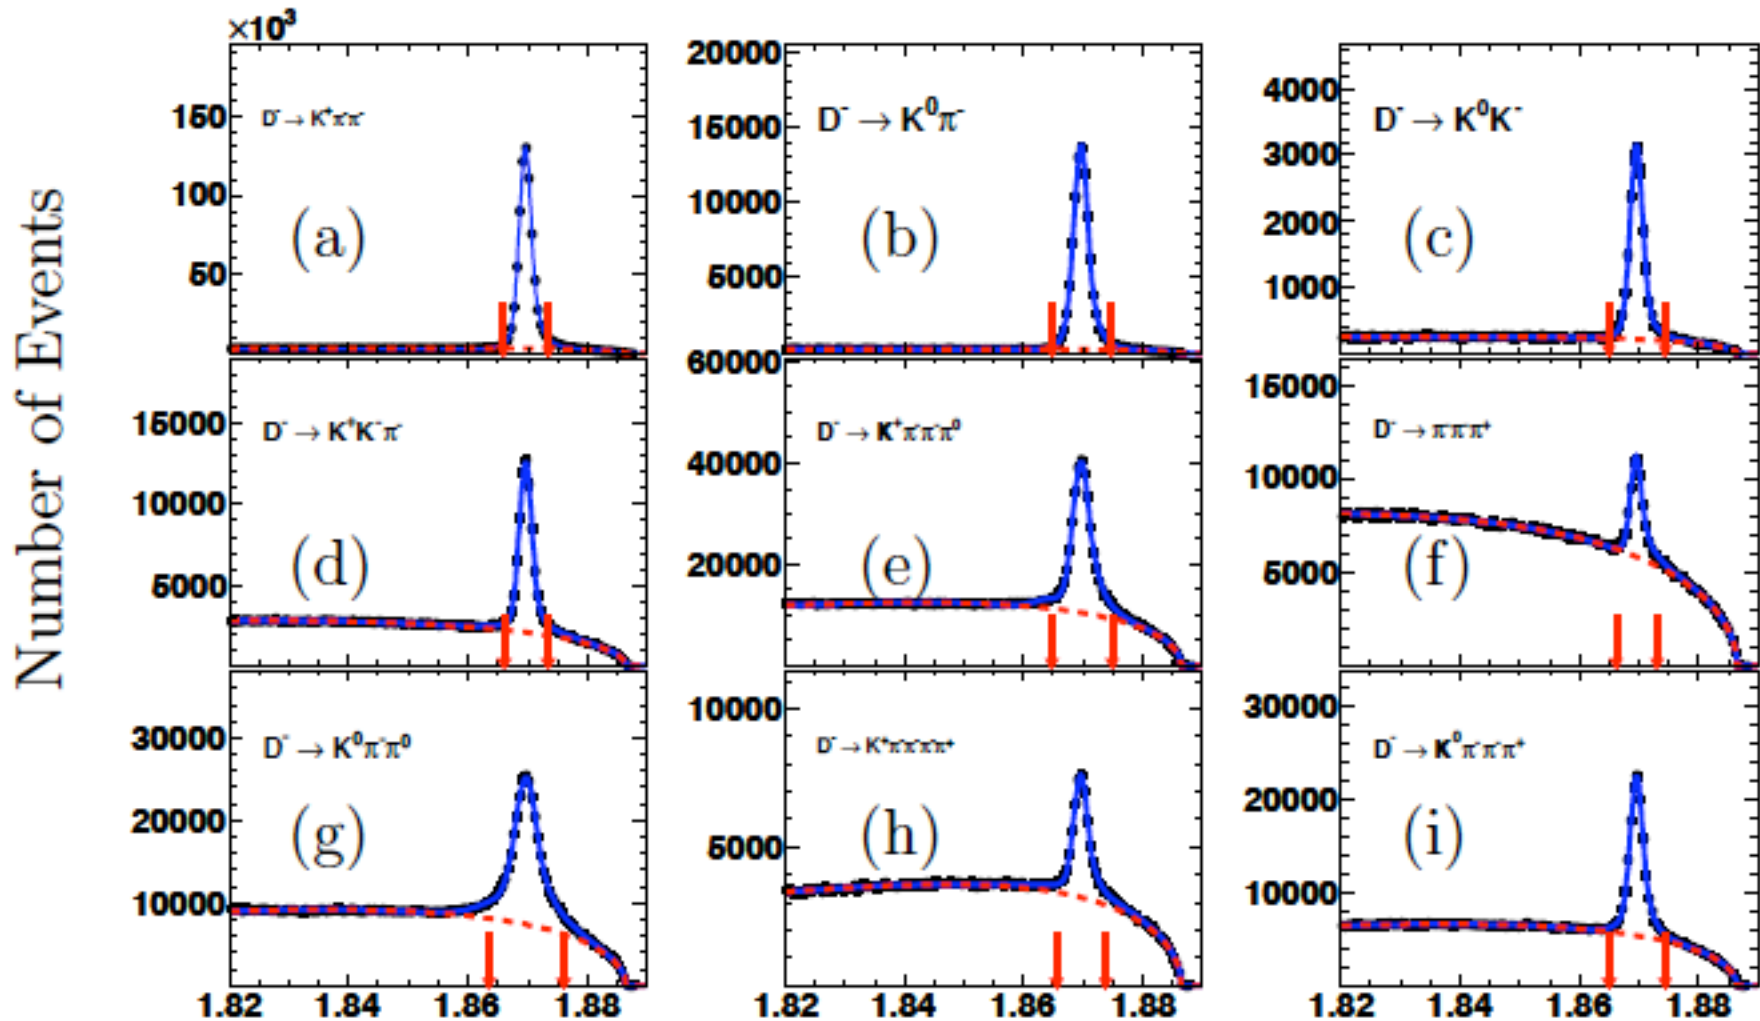 ×10³
150
100
50
D⁻ → K⁺π⁻π⁻
(a)
20000
15000
10000
5000
D⁻ → K⁰π⁻
(b)
4000
3000
2000
1000
D⁻ → K⁰K⁻
(c)
Number of Events
15000
10000
5000
D⁻ → K⁺K⁻π⁻
(d)
60000
40000
20000
D⁻ → K⁺π⁻π⁻π⁰
(e)
15000
10000
5000
D⁻ → π⁻π⁻π⁺
(f)
30000
20000
10000
D⁻ → K⁰π⁻π⁰
(g)
10000
5000
D⁻ → K⁺π⁻π⁻π⁻π⁺
(h)
30000
20000
10000
D⁻ → K⁰π⁻π⁻π⁺
(i)
1.82 1.84 1.86 1.88
1.82 1.84 1.86 1.88
1.82 1.84 1.86 1.88